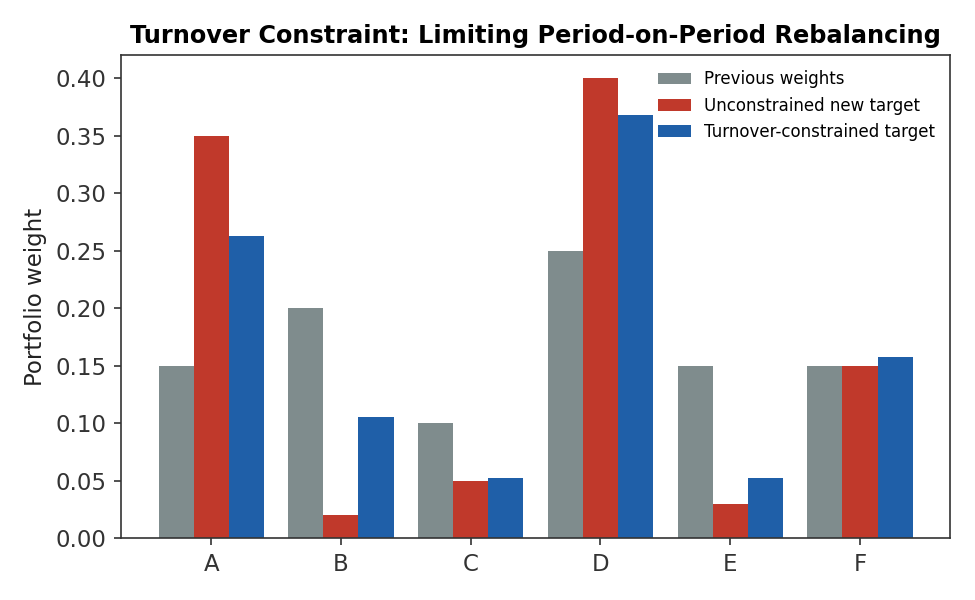 Turnover Constraint: Limiting Period-on-Period Rebalancing
Previous weights
Unconstrained new target
Turnover-constrained target
Portfolio weight
0.40
0.35
0.30
0.25
0.20
0.15
0.10
0.05
0.00
A B C D E F